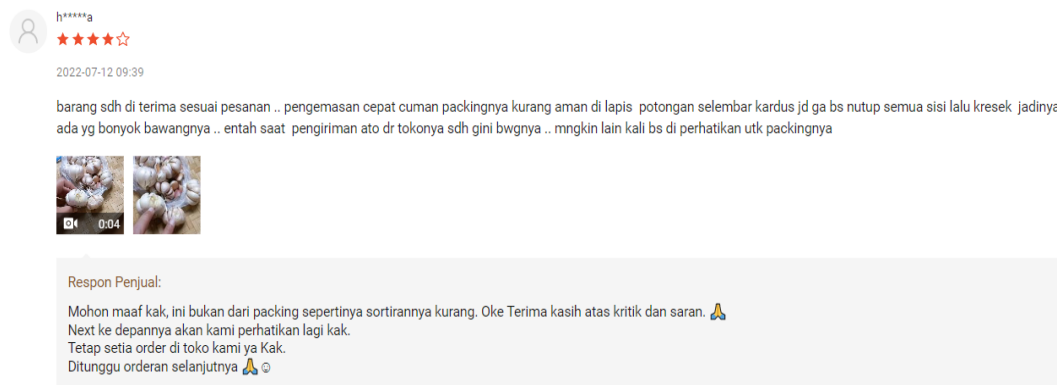 h*****a
2022-07-12 09:39
barang sdh di terima sesuai pesanan .. pengemasan cepat cuman packingnya kurang aman di lapis potongan selembar kardus jd ga bs nutup semua sisi lalu kresek jadinya
ada yg bonyok bawangnya .. entah saat pengiriman ato dr tokonya sdh gini bwgnya .. mngkin lain kali bs di perhatikan utk packingnya
0:04
Respon Penjual:
Mohon maaf kak, ini bukan dari packing sepertinya sortirannya kurang. Oke Terima kasih atas kritik dan saran. 🙏
Next ke depannya akan kami perhatikan lagi kak.
Tetap setia order di toko kami ya Kak.
Ditunggu orderan selanjutnya 🙏☺